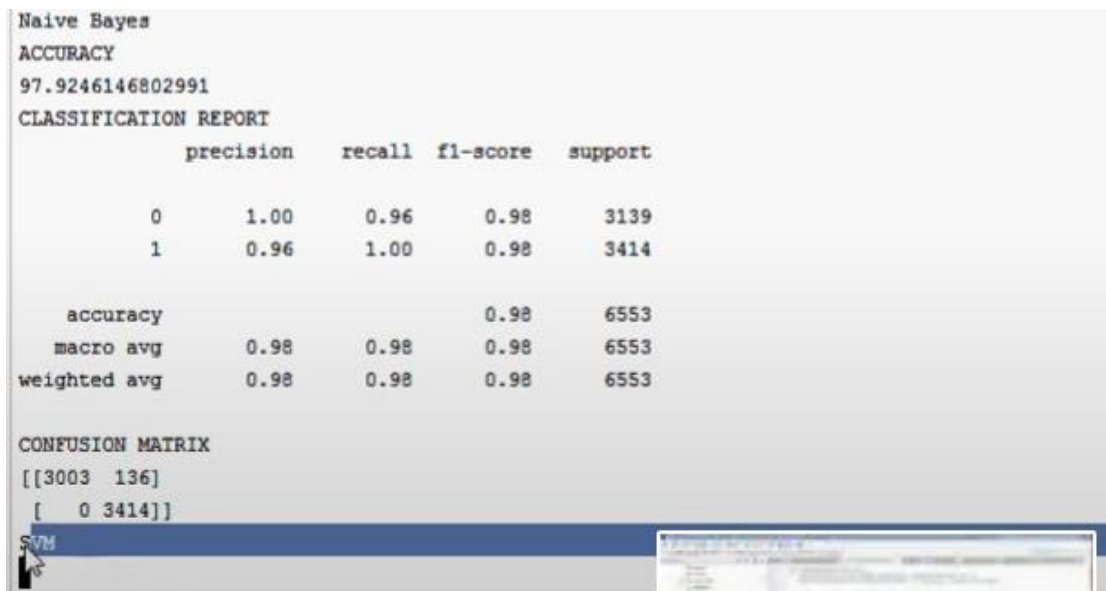 Naive Bayes
ACCURACY
97.9246146802991
CLASSIFICATION REPORT
precision recall f1-score support
0 1.00 0.96 0.98 3139
1 0.96 1.00 0.98 3414
accuracy 0.98 6553
macro avg 0.98 0.98 0.98 6553
weighted avg 0.98 0.98 0.98 6553
CONFUSION MATRIX
[[3003 136]
[ 0 3414]]
SVM